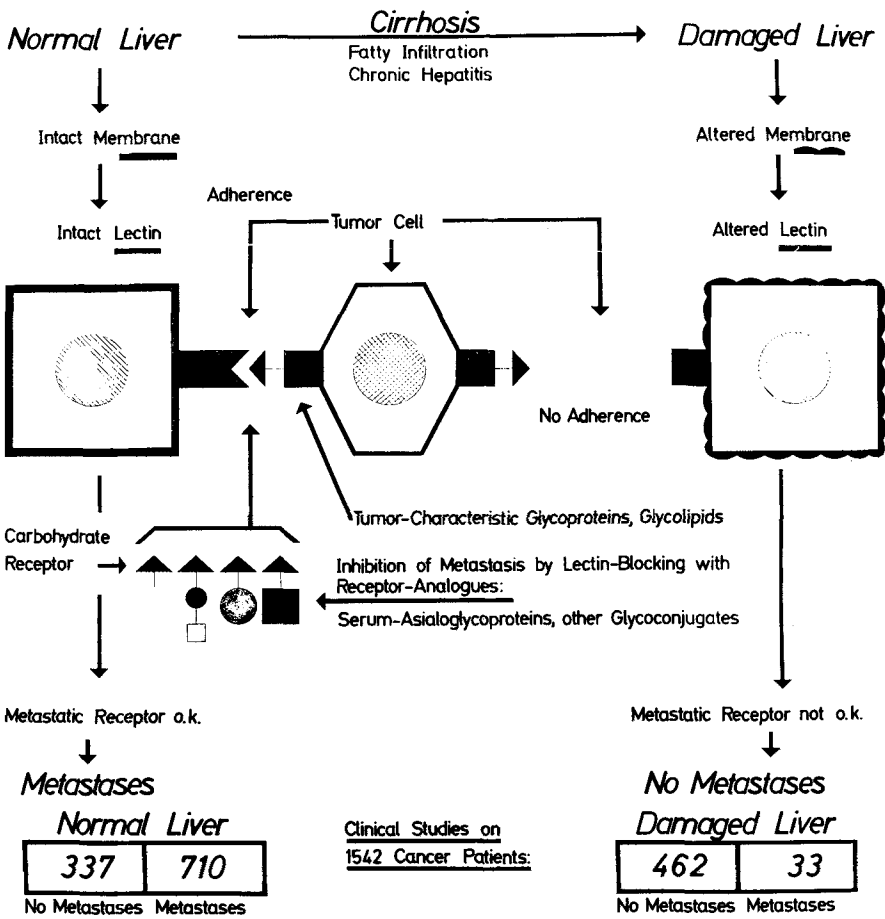 Normal Liver
Cirrhosis
Fatty Infiltration
Chronic Hepatitis
Damaged Liver
Intact Membrane
Altered Membrane
Adherence
Tumor Cell
Intact Lectin
Altered Lectin
No Adherence
Tumor-Characteristic Glycoproteins, Glycolipids
Carbohydrate
Receptor
Inhibition of Metastasis by Lectin-Blocking with
Receptor-Analogues:
Serum-Asialoglycoproteins, other Glycoconjugates
Metastatic Receptor o.k.
Metastatic Receptor not o.k.
Metastases
No Metastases
Normal Liver
Clinical Studies on
1542 Cancer Patients:
Damaged Liver
337 710
462 33
No Metastases Metastases
No Metastases Metastases